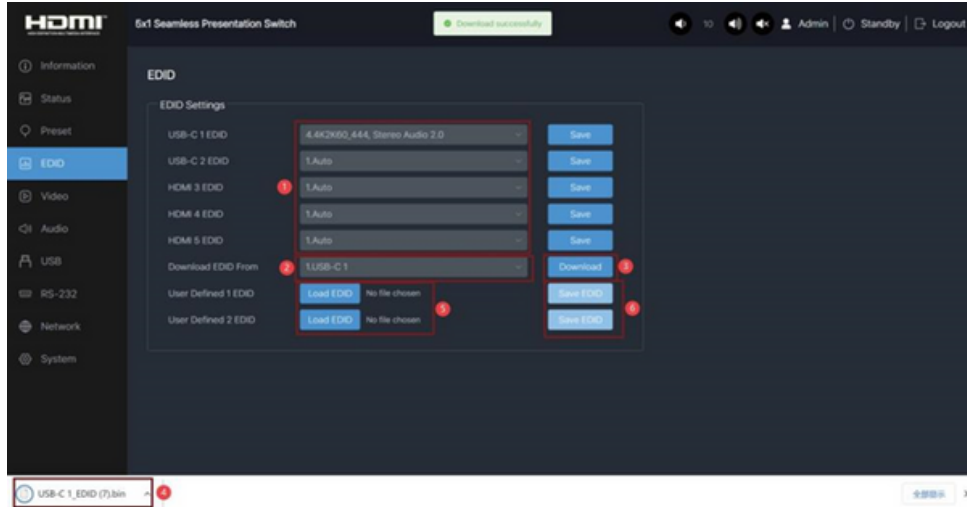 HDMI
6x1 Seamless Presentation Switch
Download successfully
10
Admin
Standby
Logout
Information
Status
Preset
EDID
Video
Audio
USB
RS-232
Network
System
EDID
EDID Settings
USB-C 1 EDID 4.4K2K60_444, Stereo Audio 2.0 Save
USB-C 2 EDID 1.Auto Save
HDMI 3 EDID 1 1.Auto Save
HDMI 4 EDID 1.Auto Save
HDMI 5 EDID 1.Auto Save
Download EDID From 2 1.USB-C 1 Download 3
User Defined 1 EDID Load EDID No file chosen 5 Save EDID 6
User Defined 2 EDID Load EDID No file chosen Save EDID
USB-C 1_EDID (7).bin 4
全部显示